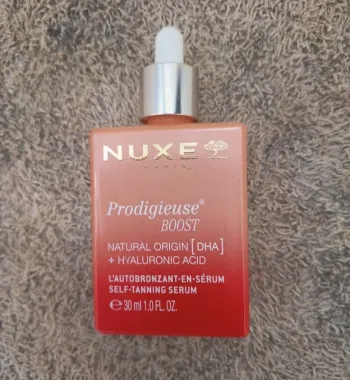 NUXE
PARIS
Prodigieuse®
BOOST
NATURAL ORIGIN [DHA]
+ HYALURONIC ACID
L'AUTOBRONZANT-EN-SÉRUM
SELF-TANNING SERUM
℮ 30 ml 1.0 FL. OZ.